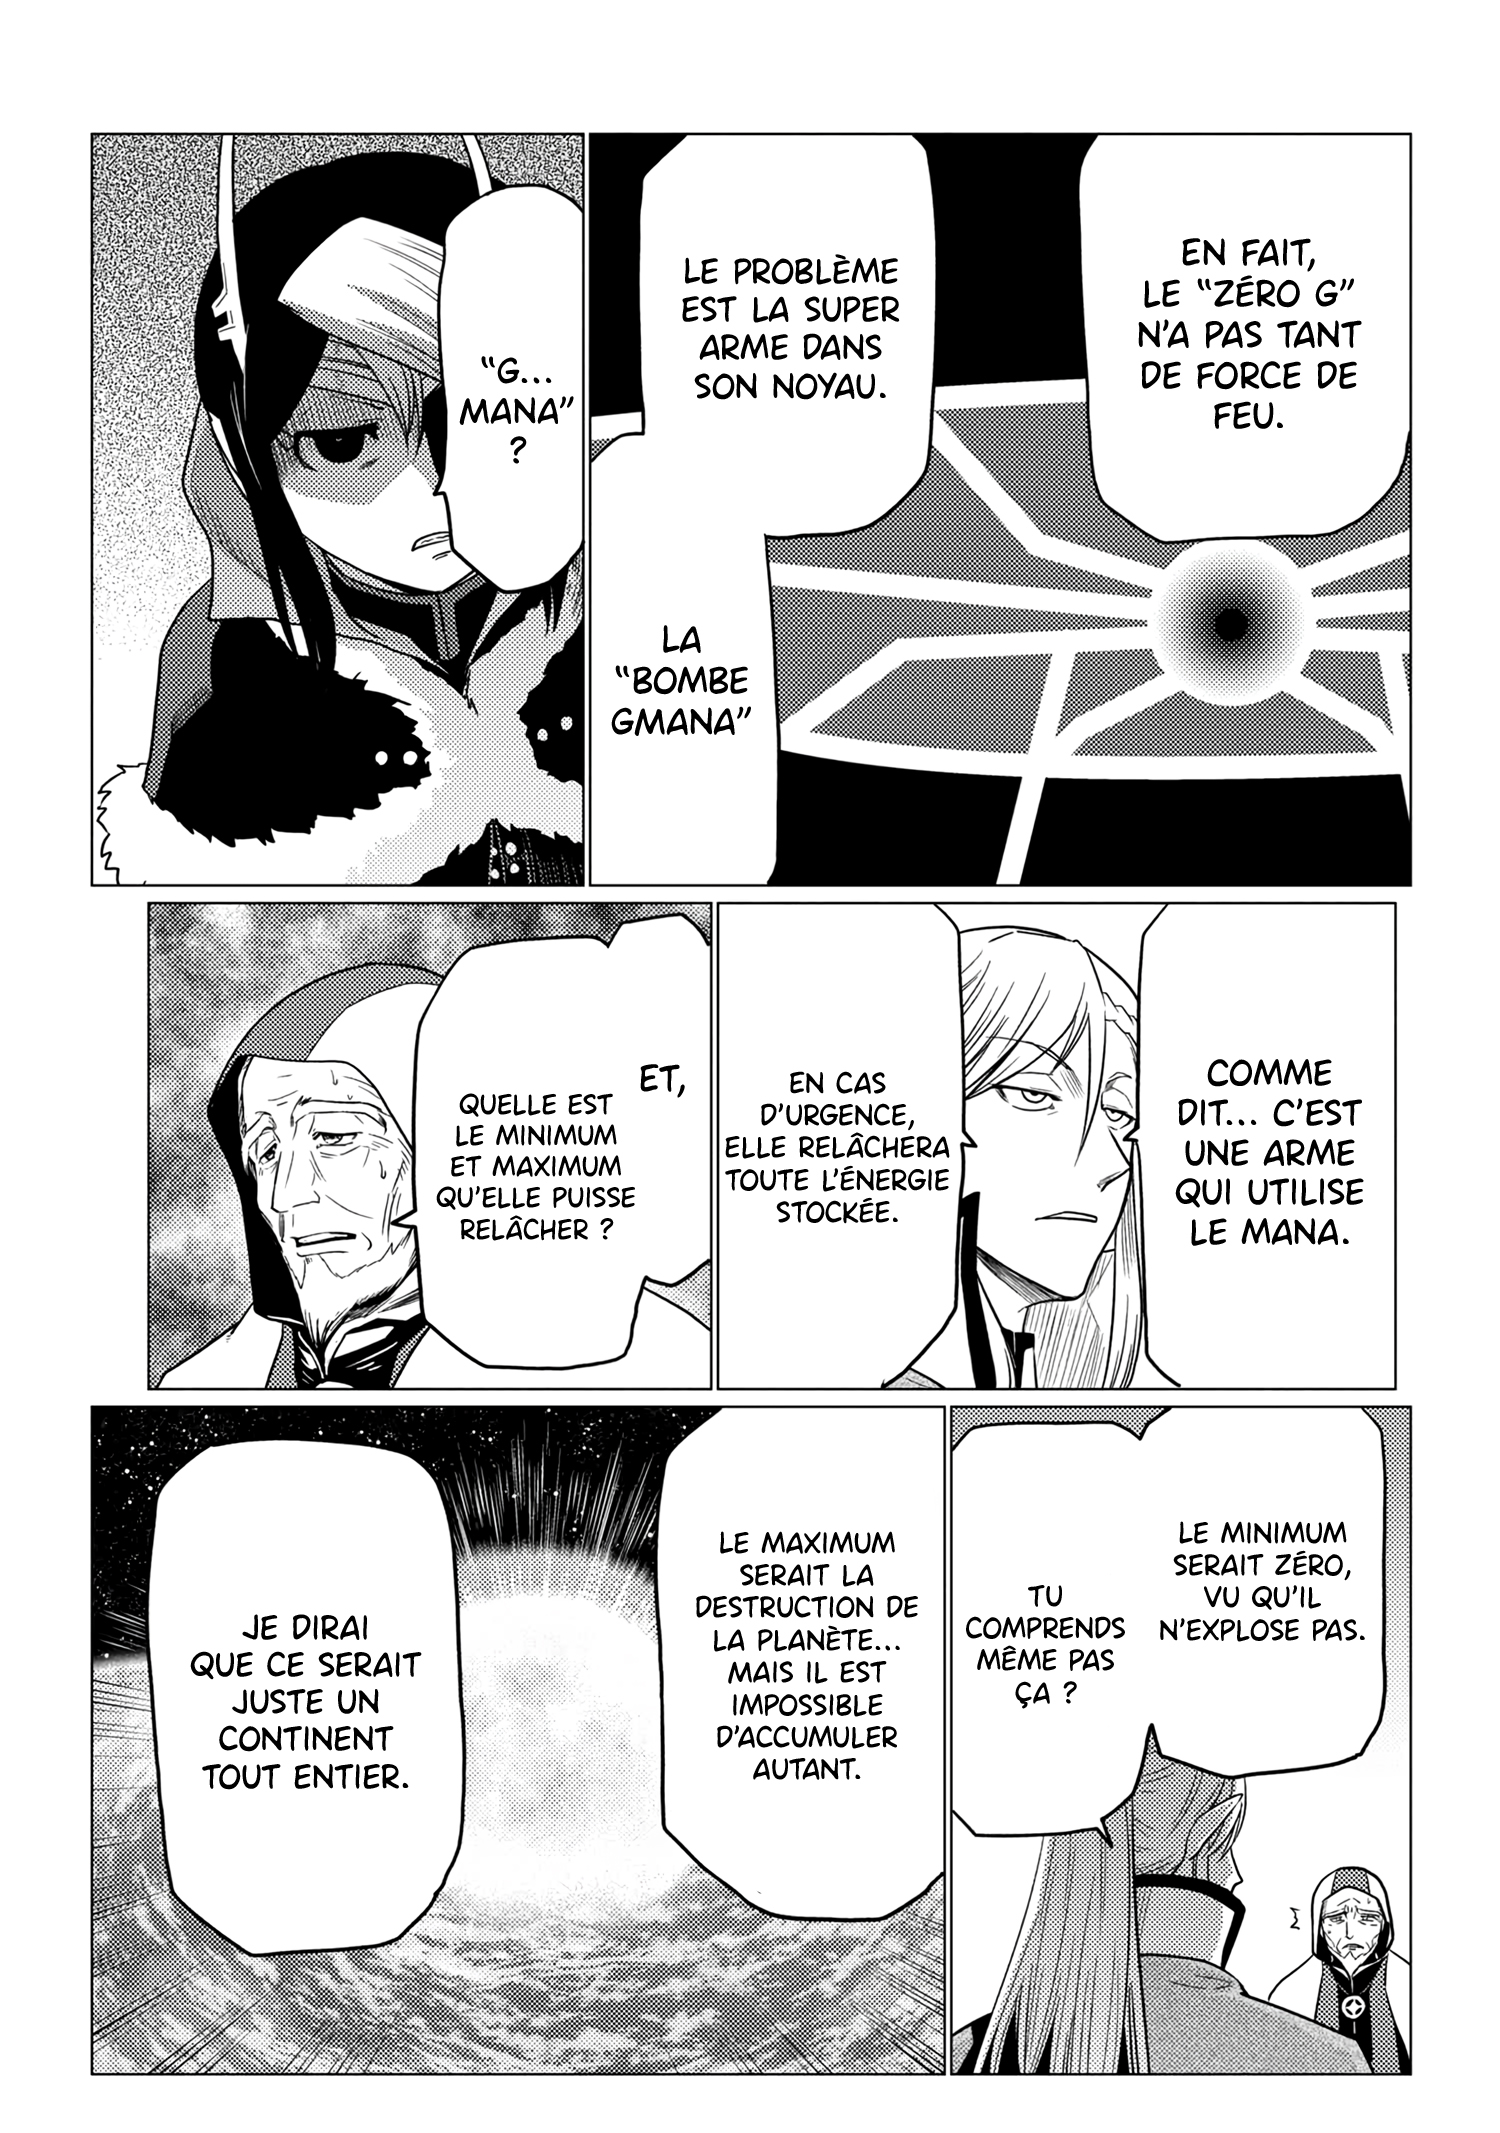 EN FAIT,
LE “ZÉRO G”
N’A PAS TANT
DE FORCE DE
FEU.
LE PROBLÈME
EST LA SUPER
ARME DANS
SON NOYAU.
LA
“BOMBE
GMANA”
“G...
MANA”
?
COMME
DIT... C’EST
UNE ARME
QUI UTILISE
LE MANA.
EN CAS
D’URGENCE,
ELLE RELÂCHERA
TOUTE L’ÉNERGIE
STOCKÉE.
ET,
QUELLE EST
LE MINIMUM
ET MAXIMUM
QU’ELLE PUISSE
RELÂCHER ?
LE MINIMUM
SERAIT ZÉRO,
VU QU’IL
N’EXPLOSE PAS.
TU
COMPRENDS
MÊME PAS
ÇA ?
LE MAXIMUM
SERAIT LA
DESTRUCTION DE
LA PLANÈTE...
MAIS IL EST
IMPOSSIBLE
D’ACCUMULER
AUTANT.
JE DIRAI
QUE CE SERAIT
JUSTE UN
CONTINENT
TOUT ENTIER.